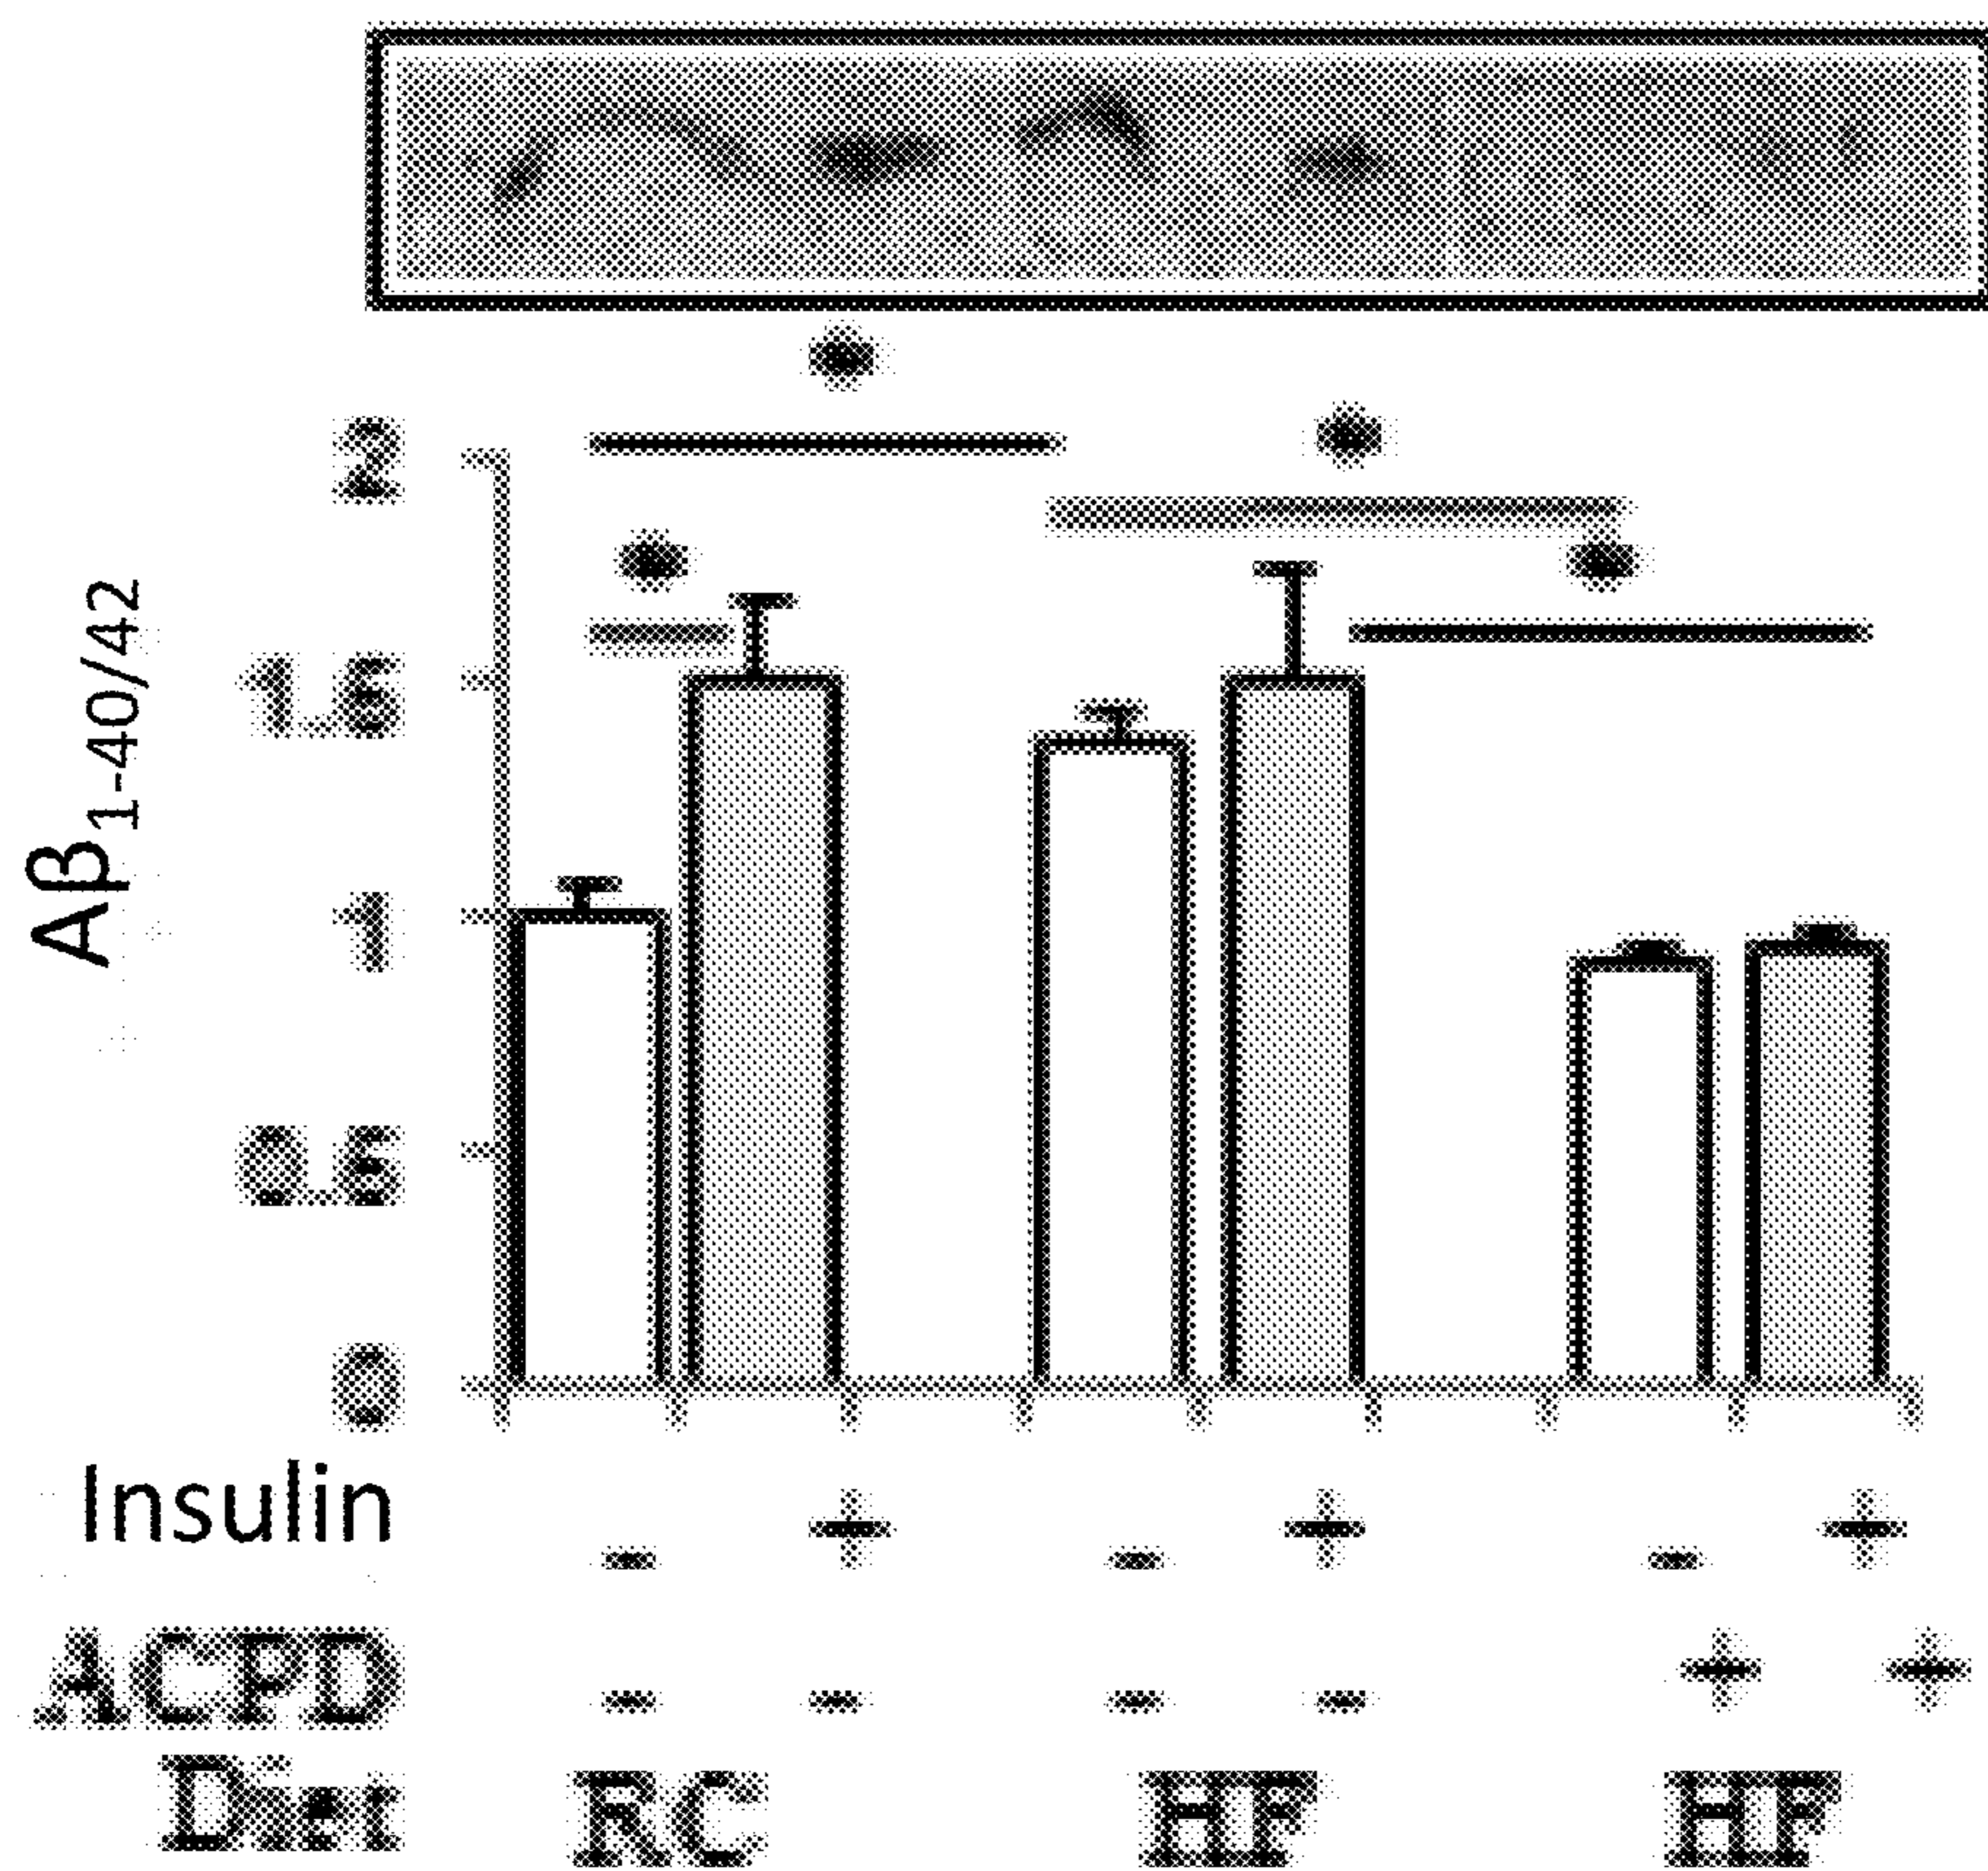 2
1.5
1
0.5
0
Aβ1-40/42
Insulin - + - + - +
ACPD - - - - + +
Diet RC HF HF